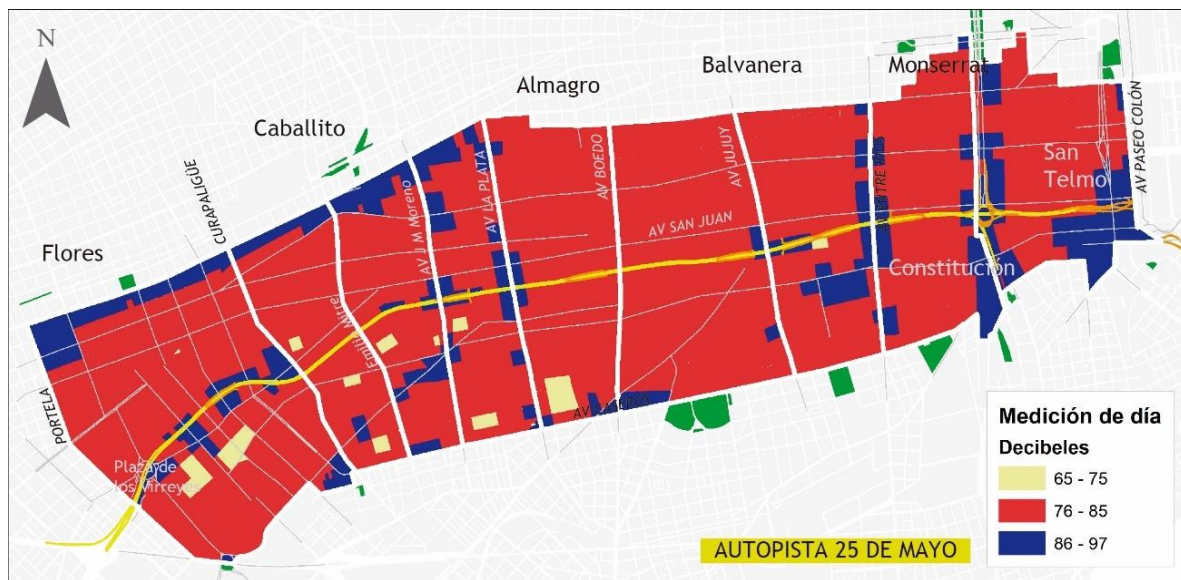 N
Monserrat
Balvanera
Almagro
Caballito
Flores
San
Telmo
Constitución
Plaza de
los Virreyes
PORTELA
CURAPALIGÜE
Emilio Mitre
AV J M Moreno
AV LA PLATA
AV BOEDO
AV SAN JUAN
AV JUJUY
AV PASEO COLÓN
Medición de día
Decibeles
65 - 75
76 - 85
86 - 97
AUTOPISTA 25 DE MAYO